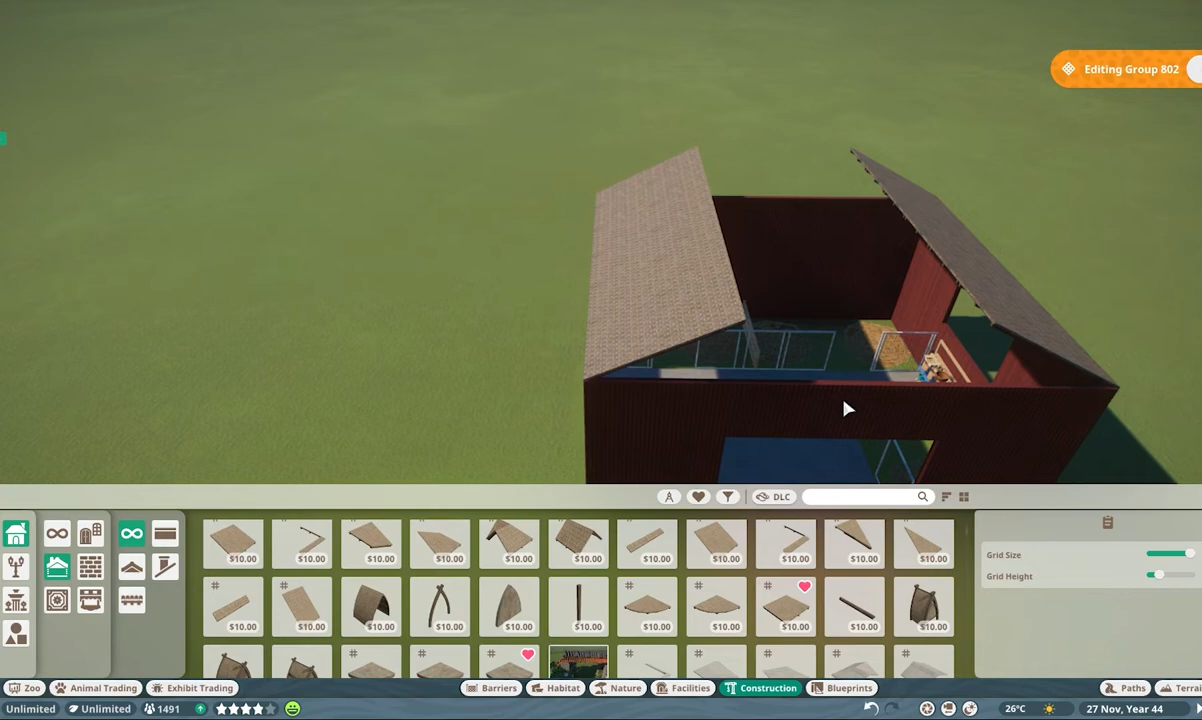 Editing Group 802
DLC
$10.00 $10.00 $10.00 $10.00 $10.00 $10.00 $10.00 $10.00 $10.00 $10.00 $10.00
$10.00 $10.00 $10.00 $10.00 $10.00 $10.00 $10.00 $10.00 $10.00 $10.00 $10.00
Grid Size
Grid Height
Zoo Animal Trading Exhibit Trading Barriers Habitat Nature Facilities Construction Blueprints Paths Terrai
Unlimited Unlimited 1491 26°C 27 Nov, Year 44